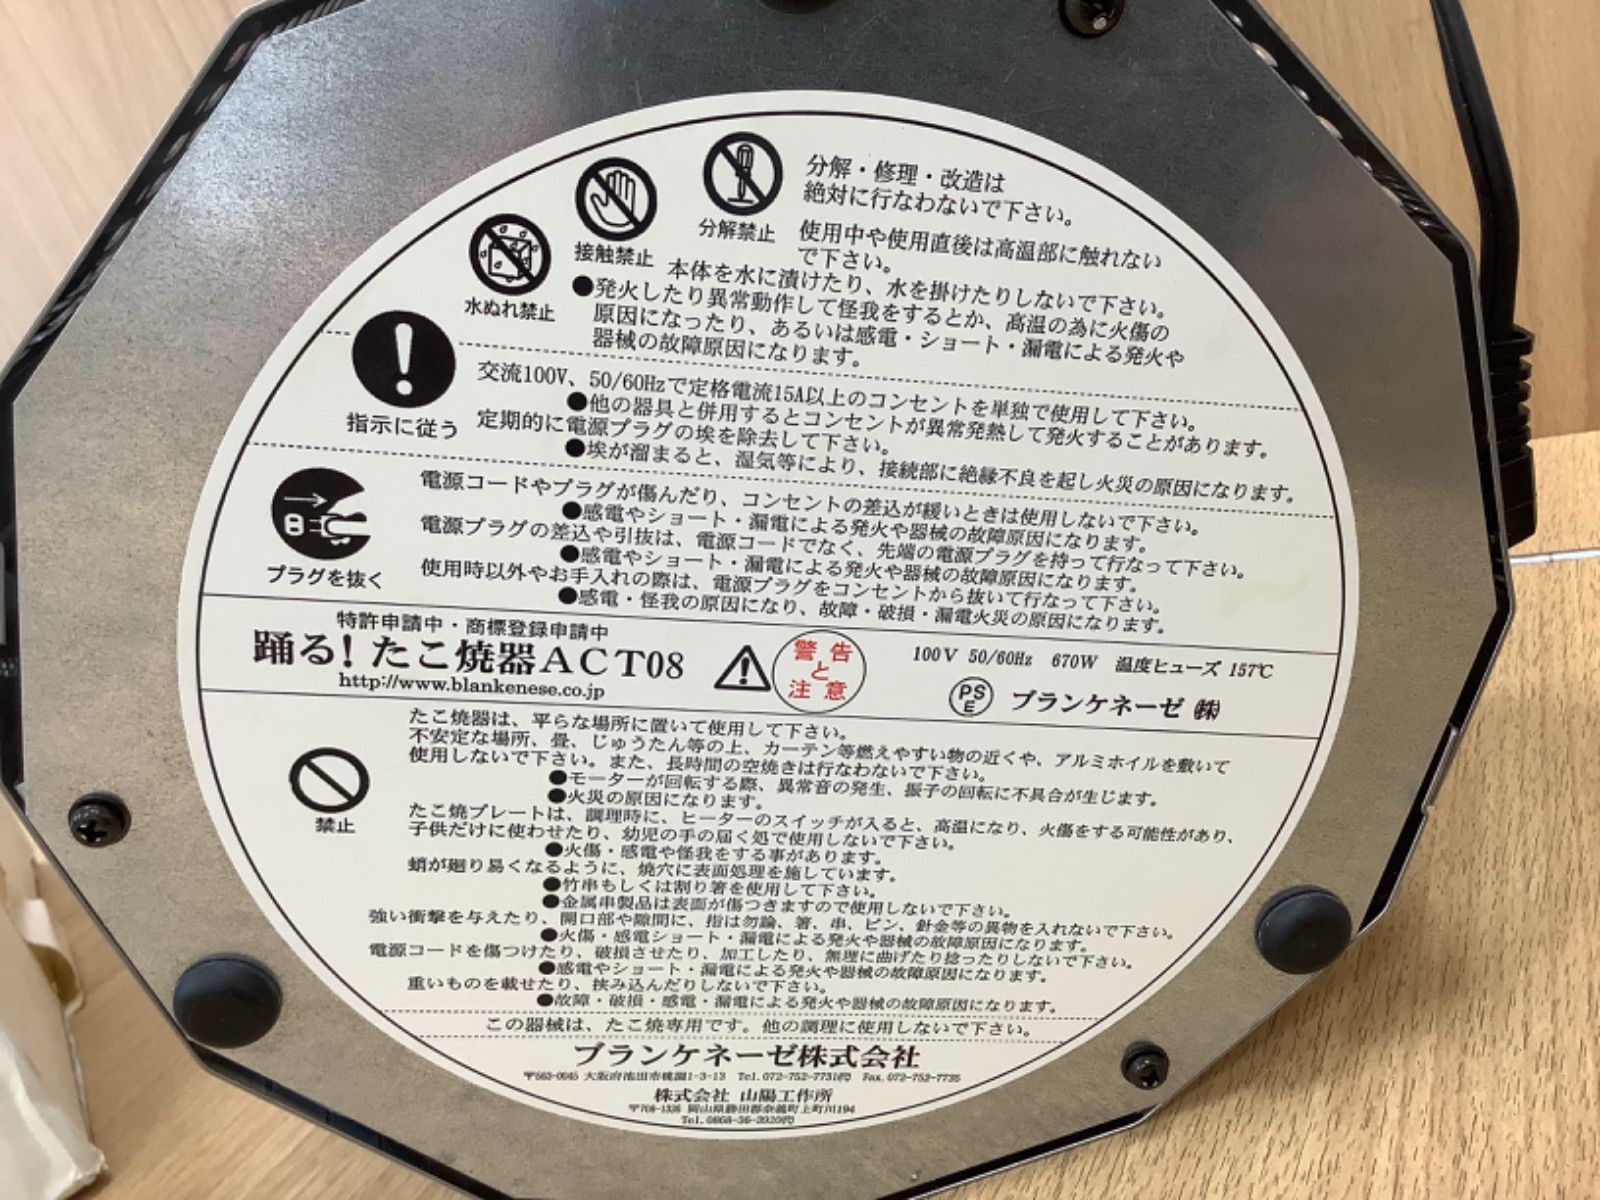 分解・修理・改造は
絶対に行なわないで下さい。
分解禁止
使用中や使用直後は高温部に触れない
で下さい。
接触禁止
本体を水に漬けたり、水を掛けたりしないで下さい。
水ぬれ禁止
●発火したり異常動作して怪我をするとか、高温の為に火傷の
原因になったり、あるいは感電・ショート・漏電による発火や
器械の故障原因になります。
指示に従う
交流100V、50/60Hzで定格電流15A以上のコンセントを単独で使用して下さい。
●他の器具と併用するとコンセントが異常発熱して発火することがあります。
定期的に電源プラグの埃を除去して下さい。
●埃が溜まると、湿気等により、接続部に絶縁不良を起し火災の原因になります。
プラグを抜く
電源コードやプラグが傷んだり、コンセントの差込が緩いときは使用しないで下さい。
●感電やショート・漏電による発火や器械の故障原因になります。
電源プラグの差込や引抜は、電源コードでなく、先端の電源プラグを持って行なって下さい。
●感電やショート・漏電による発火や器械の故障原因になります。
使用時以外やお手入れの際は、電源プラグをコンセントから抜いて行なって下さい。
●感電・怪我の原因になり、故障・破損・漏電火災の原因になります。
特許申請中・商標登録申請中
踊る！たこ焼器ACT08
http://www.blankenese.co.jp
警告
と
注意
100V 50/60Hz 670W 温度ヒューズ 157℃
PS
E
ブランケネーゼ ㈱
禁止
たこ焼器は、平らな場所に置いて使用して下さい。
不安定な場所、畳、じゅうたん等の上、カーテン等燃えやすい物の近くや、アルミホイルを敷いて
使用しないで下さい。また、長時間の空焼きは行なわないで下さい。
●モーターが回転する際、異常音の発生、振子の回転に不具合が生じます。
●火災の原因になります。
たこ焼プレートは、調理時に、ヒーターのスイッチが入ると、高温になり、火傷をする可能性があり、
子供だけに使わせたり、幼児の手の届く処で使用しないで下さい。
●火傷・感電や怪我をする事があります。
蛸が廻り易くなるように、焼穴に表面処理を施しています。
●竹串もしくは割り箸を使用して下さい。
●金属串製品は表面が傷つきますので使用しないで下さい。
強い衝撃を与えたり、開口部や隙間に、指は勿論、箸、串、ピン、針金等の異物を入れないで下さい。
●火傷・感電ショート・漏電による発火や器械の故障原因になります。
電源コードを傷つけたり、破損させたり、加工したり、無理に曲げたり捻ったりしないで下さい。
●感電やショート・漏電による発火や器械の故障原因になります。
重いものを載せたり、挟み込んだりしないで下さい。
●故障・破損・感電・漏電による発火や器械の故障原因になります。
この器械は、たこ焼専用です。他の調理に使用しないで下さい。
ブランケネーゼ株式会社
〒563-0045 大阪府池田市桃園1-3-13 Tel.072-752-7731㈹ Fax.072-752-7735
株式会社 山陽工作所
〒708-1326 岡山県勝田郡奈義町上町川194
Tel.0868-36-3920㈹